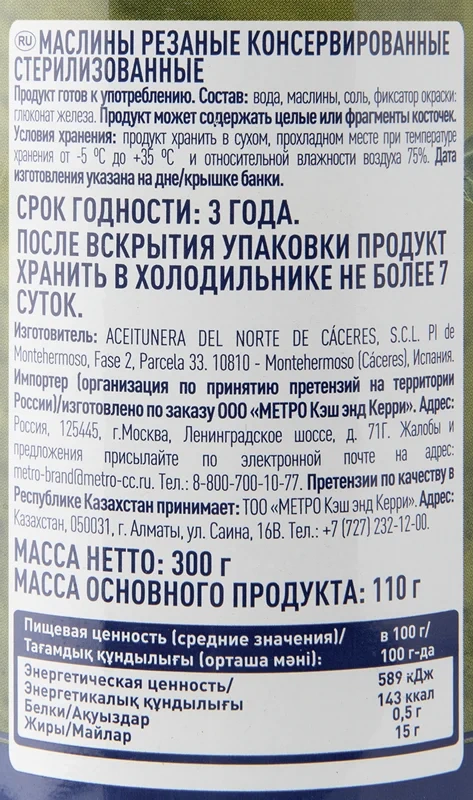 RU МАСЛИНЫ РЕЗАНЫЕ КОНСЕРВИРОВАННЫЕ
СТЕРИЛИЗОВАННЫЕ
Продукт готов к употреблению. Состав: вода, маслины, соль, фиксатор окраски:
глюконат железа. Продукт может содержать целые или фрагменты косточек.
Условия хранения: продукт хранить в сухом, прохладном месте при температуре
хранения от -5 ºС до +35 ºС и относительной влажности воздуха 75%. Дата
изготовления указана на дне/крышке банки.
СРОК ГОДНОСТИ: 3 ГОДА.
ПОСЛЕ ВСКРЫТИЯ УПАКОВКИ ПРОДУКТ
ХРАНИТЬ В ХОЛОДИЛЬНИКЕ НЕ БОЛЕЕ 7
СУТОК.
Изготовитель: ACEITUNERA DEL NORTE DE CÁCERES, S.C.L. Pl de
Montehermoso, Fase 2, Parcela 33. 10810 - Montehermoso (Cáceres), Испания.
Импортер (организация по принятию претензий на территории
России)/изготовлено по заказу ООО «МЕТРО Кэш энд Керри». Адрес:
Россия, 125445, г.Москва, Ленинградское шоссе, д. 71Г. Жалобы и
предложения присылайте по электронной почте на адрес:
metro-brand@metro-cc.ru. Тел.: 8-800-700-10-77. Претензии по качеству в
Республике Казахстан принимает: ТОО «МЕТРО Кэш энд Керри». Адрес:
Казахстан, 050031, г. Алматы, ул. Саина, 16В. Тел.: +7 (727) 232-12-00.
МАССА НЕТТО: 300 г
МАССА ОСНОВНОГО ПРОДУКТА: 110 г
Пищевая ценность (средние значения)/ в 100 г/
Тағамдық құндылығы (орташа мәні): 100 г-да
Энергетическая ценность/ 589 кДж
Энергетикалық құндылығы 143 ккал
Белки/Ақуыздар 0,5 г
Жиры/Майлар 15 г